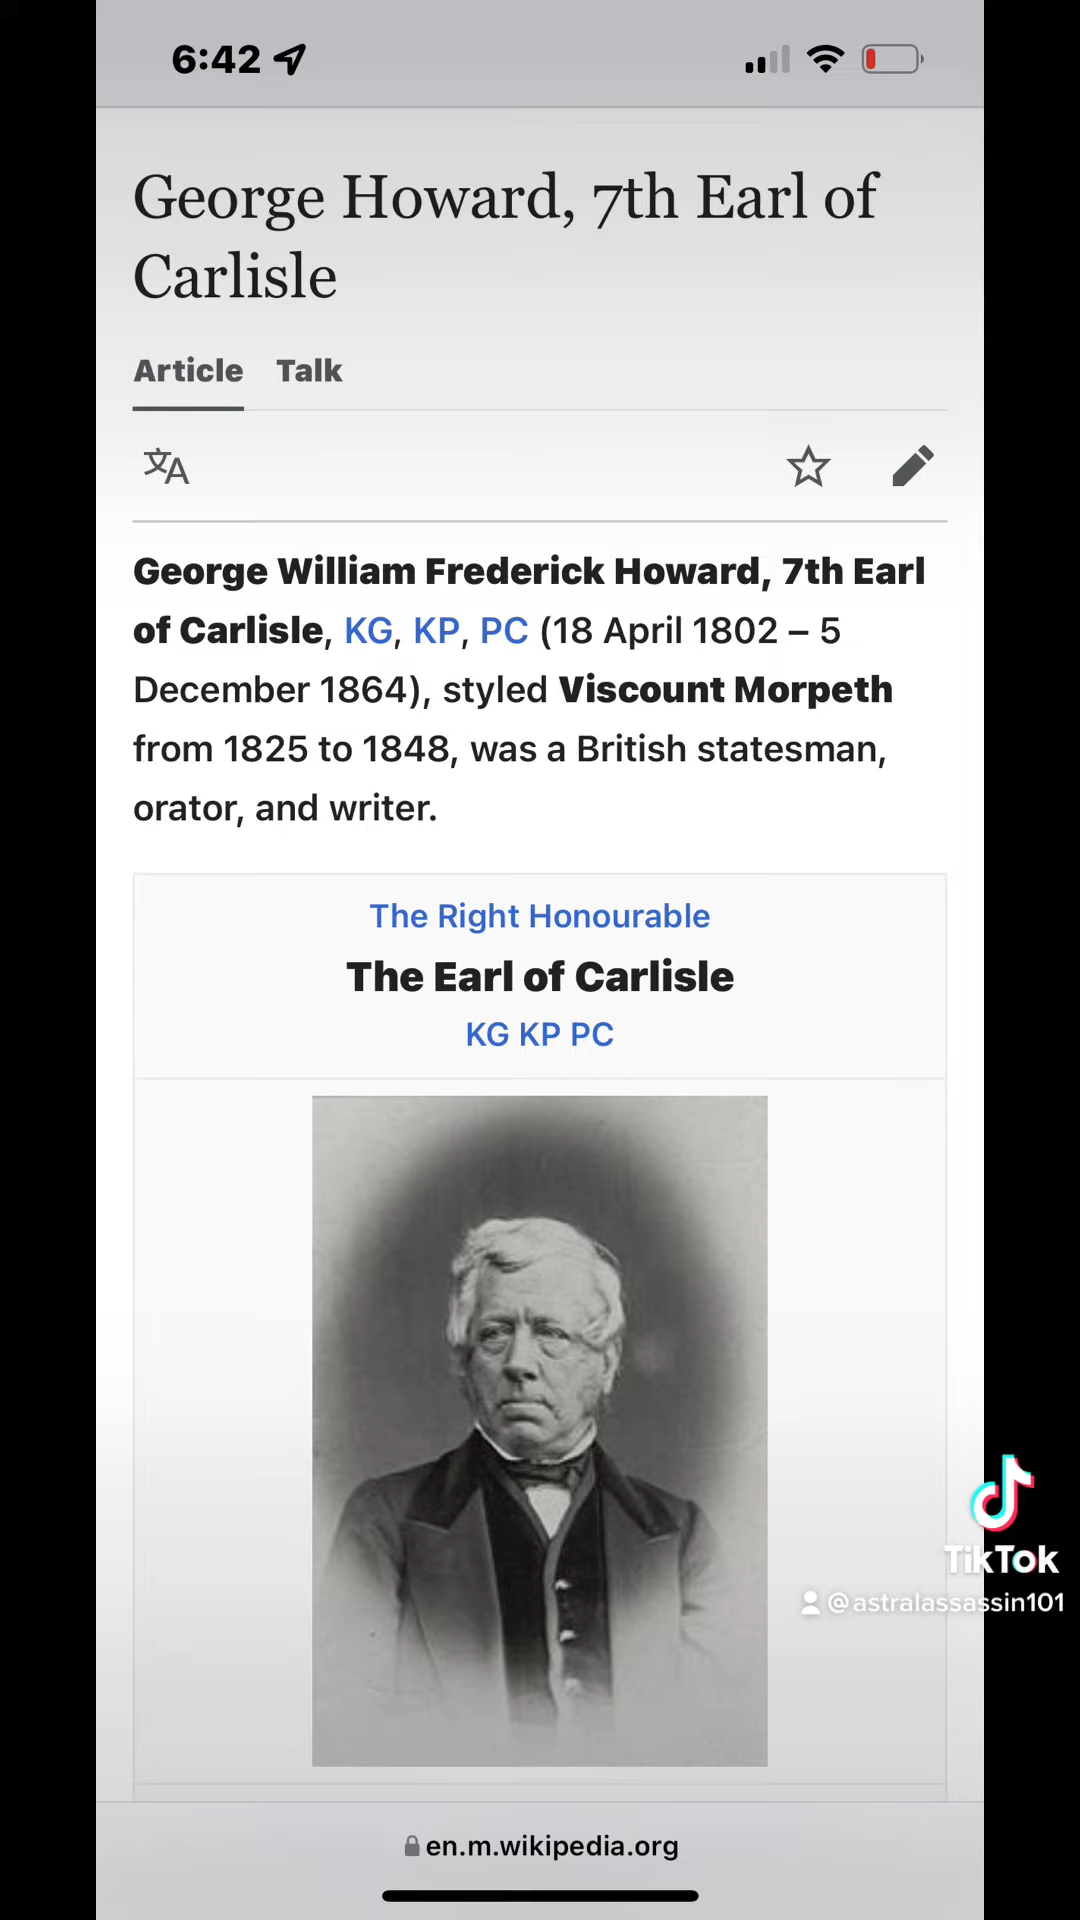 6:42
George Howard, 7th Earl of
Carlisle
Article Talk
文A
George William Frederick Howard, 7th Earl
of Carlisle, KG, KP, PC (18 April 1802 – 5
December 1864), styled Viscount Morpeth
from 1825 to 1848, was a British statesman,
orator, and writer.
The Right Honourable
The Earl of Carlisle
KG KP PC
TikTok
@astralassassin101
en.m.wikipedia.org